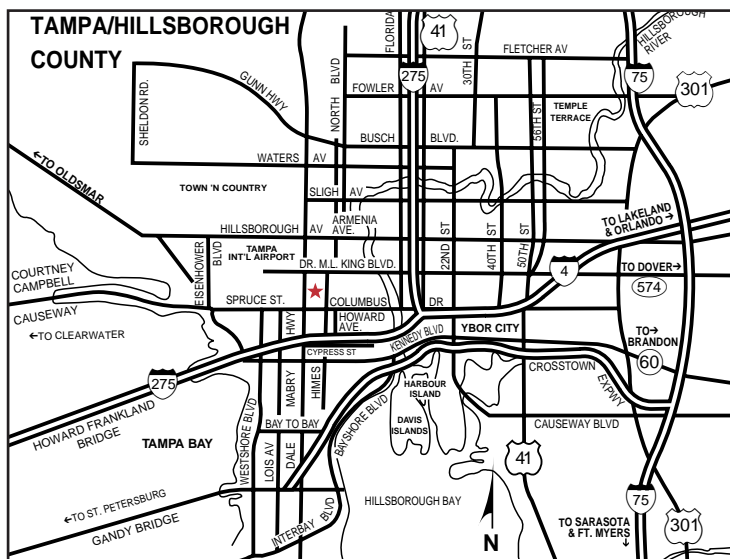 TAMPA/HILLSBOROUGH
COUNTY
FLORIDA
41
30TH ST
HILLSBOROUGH
RIVER
FLETCHER AV
275
75
301
SHELDON RD.
GUNN HWY
NORTH BLVD
FOWLER AV
56TH ST
TEMPLE
TERRACE
BUSCH BLVD.
WATERS AV
←TO OLDSMAR
TOWN 'N COUNTRY
SLIGH AV
ARMENIA
AVE.
HILLSBOROUGH AV
22ND ST
40TH ST
50TH ST
TO LAKELAND
& ORLANDO →
EISENHOWER BLVD
TAMPA
INT'L AIRPORT
DR. M.L. KING BLVD.
4
TO DOVER→
574
COURTNEY
CAMPBELL
CAUSEWAY
←TO CLEARWATER
SPRUCE ST.
COLUMBUS DR
HOWARD
AVE.
KENNEDY BLVD
YBOR CITY
TO→
BRANDON
60
CYPRESS ST
275
HOWARD FRANKLAND
BRIDGE
DALE MABRY HWY
HIMES
HARBOUR
ISLAND
DAVIS
ISLANDS
CROSSTOWN EXPWY
TAMPA BAY
WESTSHORE BLVD
LOIS AV
BAY TO BAY
BAYSHORE BLVD
CAUSEWAY BLVD
41
←TO ST. PETERSBURG
GANDY BRIDGE
INTERBAY BLVD
HILLSBOROUGH BAY
N
75
TO SARASOTA
& FT. MYERS
↓
301